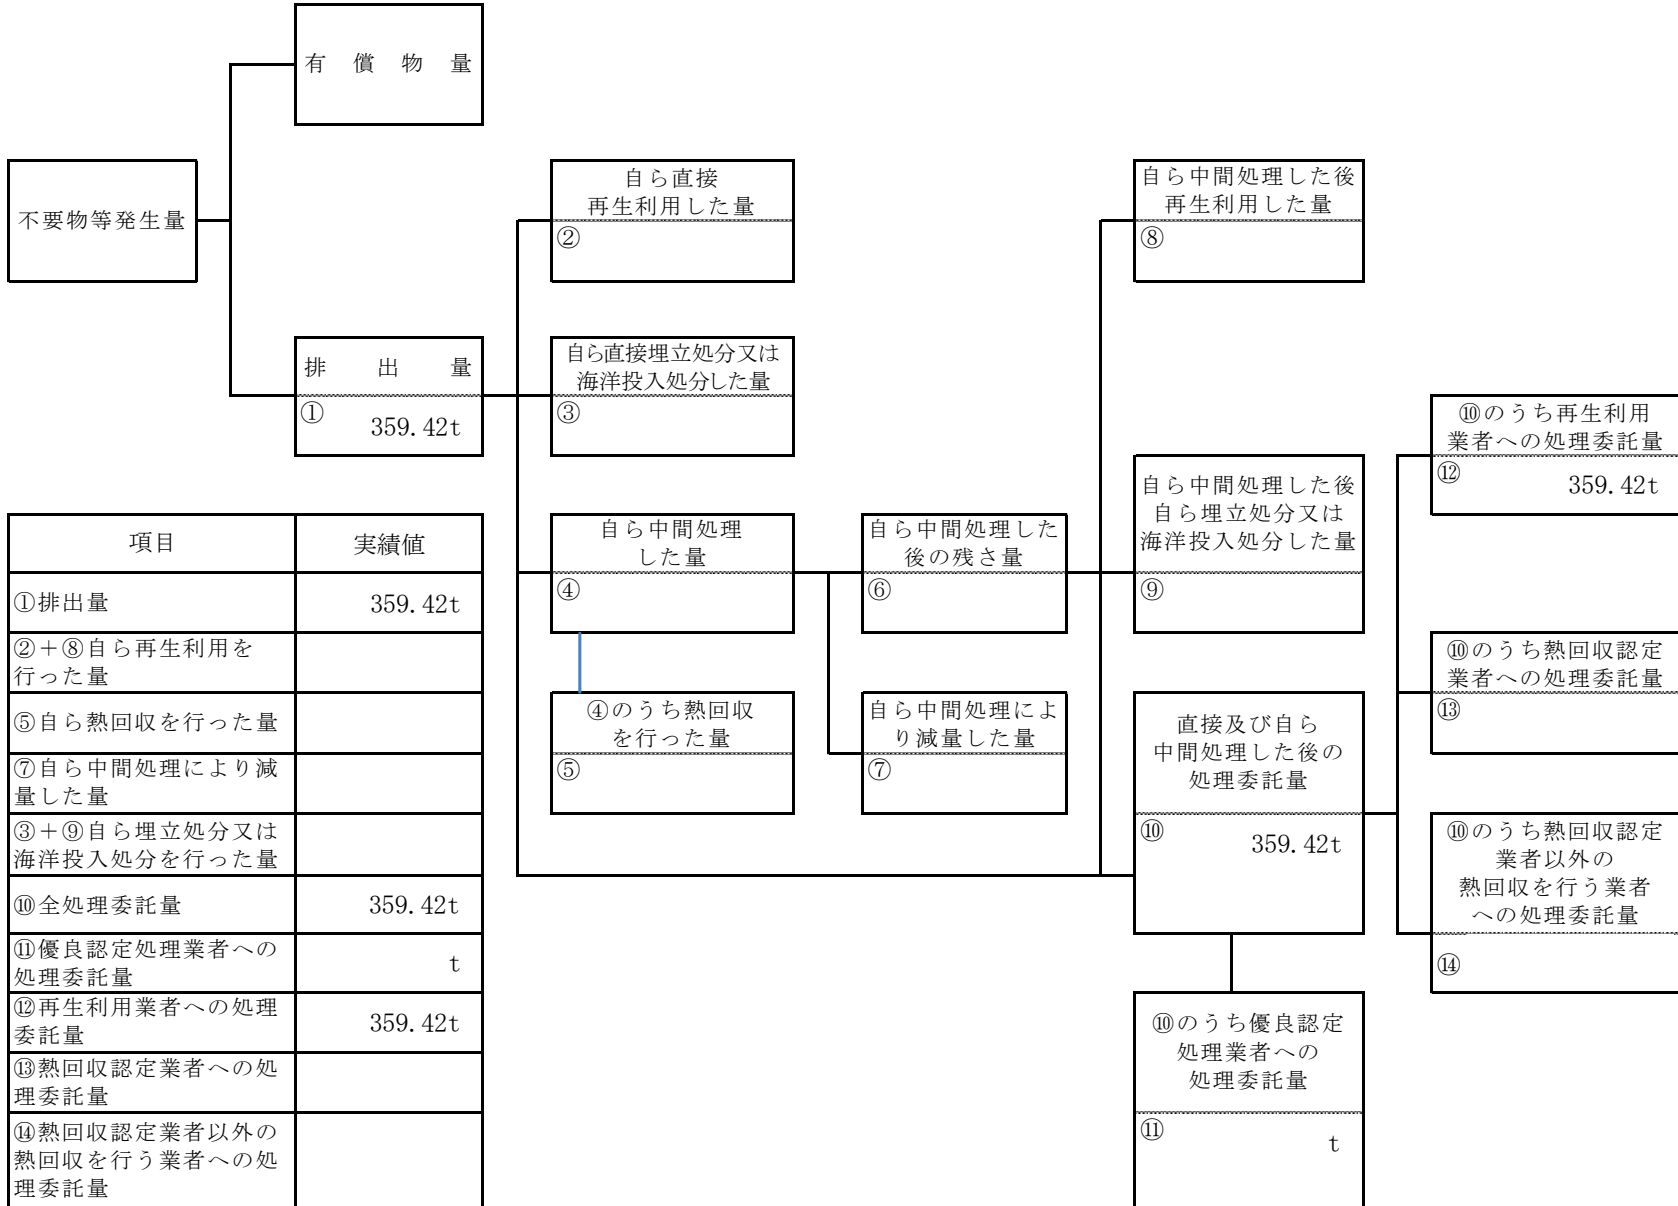 有償物量
不要物等発生量
排出量
①
359.42t
自ら直接
再生利用した量
②
自ら直接埋立処分又は
海洋投入処分した量
③
自ら中間処理
した量
④
④のうち熱回収
を行った量
⑤
自ら中間処理した
後の残さ量
⑥
自ら中間処理によ
り減量した量
⑦
自ら中間処理した後
再生利用した量
⑧
自ら中間処理した後
自ら埋立処分又は
海洋投入処分した量
⑨
直接及び自ら
中間処理した後の
処理委託量
⑩
359.42t
⑩のうち優良認定
処理業者への
処理委託量
⑪
t
⑩のうち再生利用
業者への処理委託量
⑫
359.42t
⑩のうち熱回収認定
業者への処理委託量
⑬
⑩のうち熱回収認定
業者以外の
熱回収を行う業者
への処理委託量
⑭
項目 実績値
①排出量 359.42t
②＋⑧自ら再生利用を
行った量
⑤自ら熱回収を行った量
⑦自ら中間処理により減
量した量
③＋⑨自ら埋立処分又は
海洋投入処分を行った量
⑩全処理委託量 359.42t
⑪優良認定処理業者への
処理委託量
t
⑫再生利用業者への処理
委託量
359.42t
⑬熱回収認定業者への処
理委託量
⑭熱回収認定業者以外の
熱回収を行う業者への処
理委託量